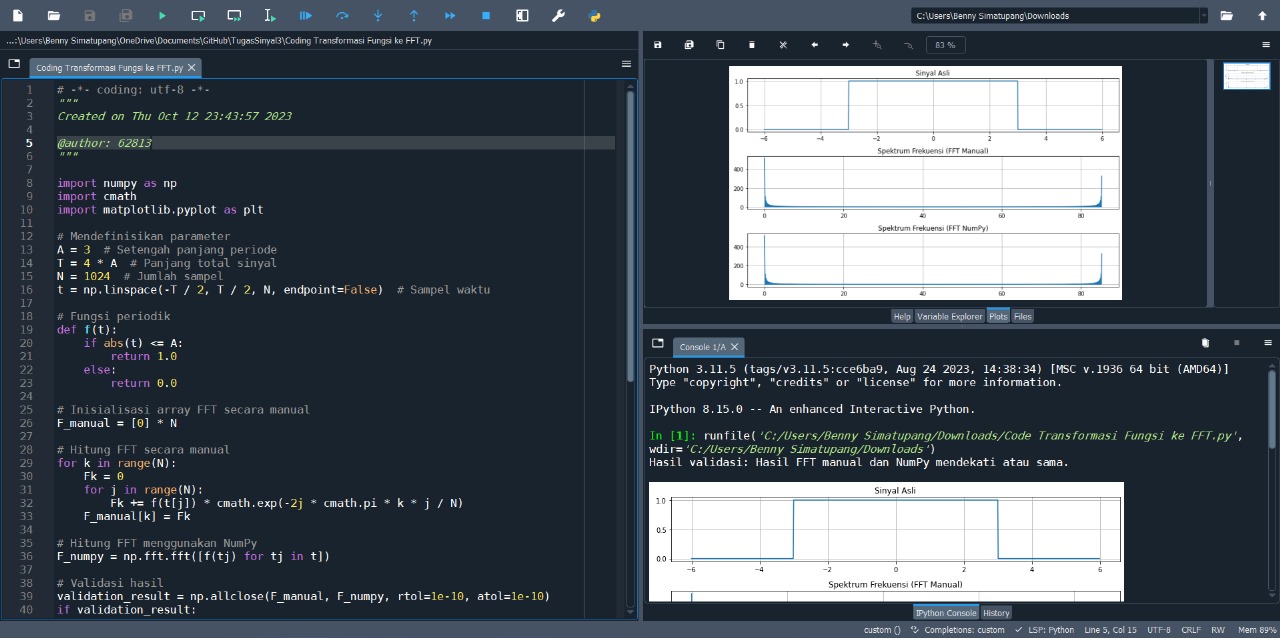 C:\Users\Benny Simatupang\Downloads
...:\Users\Benny Simatupang\OneDrive\Documents\GitHub\TugasSinyal3\Coding Transformasi Fungsi ke FFT.py
Coding Transformasi Fungsi ke FFT.py
1 # -*- coding: utf-8 -*-
2 """
3 Created on Thu Oct 12 23:43:57 2023
4
5 @author: 62813
6 """
7
8 import numpy as np
9 import cmath
10 import matplotlib.pyplot as plt
11
12 # Mendefinisikan parameter
13 A = 3  # Setengah panjang periode
14 T = 4 * A  # Panjang total sinyal
15 N = 1024  # Jumlah sampel
16 t = np.linspace(-T / 2, T / 2, N, endpoint=False)  # Sampel waktu
17
18 # Fungsi periodik
19 def f(t):
20     if abs(t) <= A:
21         return 1.0
22     else:
23         return 0.0
24
25 # Inisialisasi array FFT secara manual
26 F_manual = [0] * N
27
28 # Hitung FFT secara manual
29 for k in range(N):
30     Fk = 0
31     for j in range(N):
32         Fk += f(t[j]) * cmath.exp(-2j * cmath.pi * k * j / N)
33     F_manual[k] = Fk
34
35 # Hitung FFT menggunakan NumPy
36 F_numpy = np.fft.fft([f(tj) for tj in t])
37
38 # Validasi hasil
39 validation_result = np.allclose(F_manual, F_numpy, rtol=1e-10, atol=1e-10)
40 if validation_result:
83 %
Sinyal Asli
1.0
0.5
0.0
−6 −4 −2 0 2 4 6
Spektrum Frekuensi (FFT Manual)
400
200
0
0 20 40 60 80
Spektrum Frekuensi (FFT NumPy)
400
200
0
0 20 40 60 80
Help Variable Explorer Plots Files
Console 1/A
Python 3.11.5 (tags/v3.11.5:cce6ba9, Aug 24 2023, 14:38:34) [MSC v.1936 64 bit (AMD64)]
Type "copyright", "credits" or "license" for more information.
IPython 8.15.0 -- An enhanced Interactive Python.
In [1]: runfile('C:/Users/Benny Simatupang/Downloads/Code Transformasi Fungsi ke FFT.py',
wdir='C:/Users/Benny Simatupang/Downloads')
Hasil validasi: Hasil FFT manual dan NumPy mendekati atau sama.
Sinyal Asli
1.0
0.5
0.0
−6 −4 −2 0 2 4 6
Spektrum Frekuensi (FFT Manual)
IPython Console History
custom () Completions: custom LSP: Python Line 5, Col 15 UTF-8 CRLF RW Mem 89%